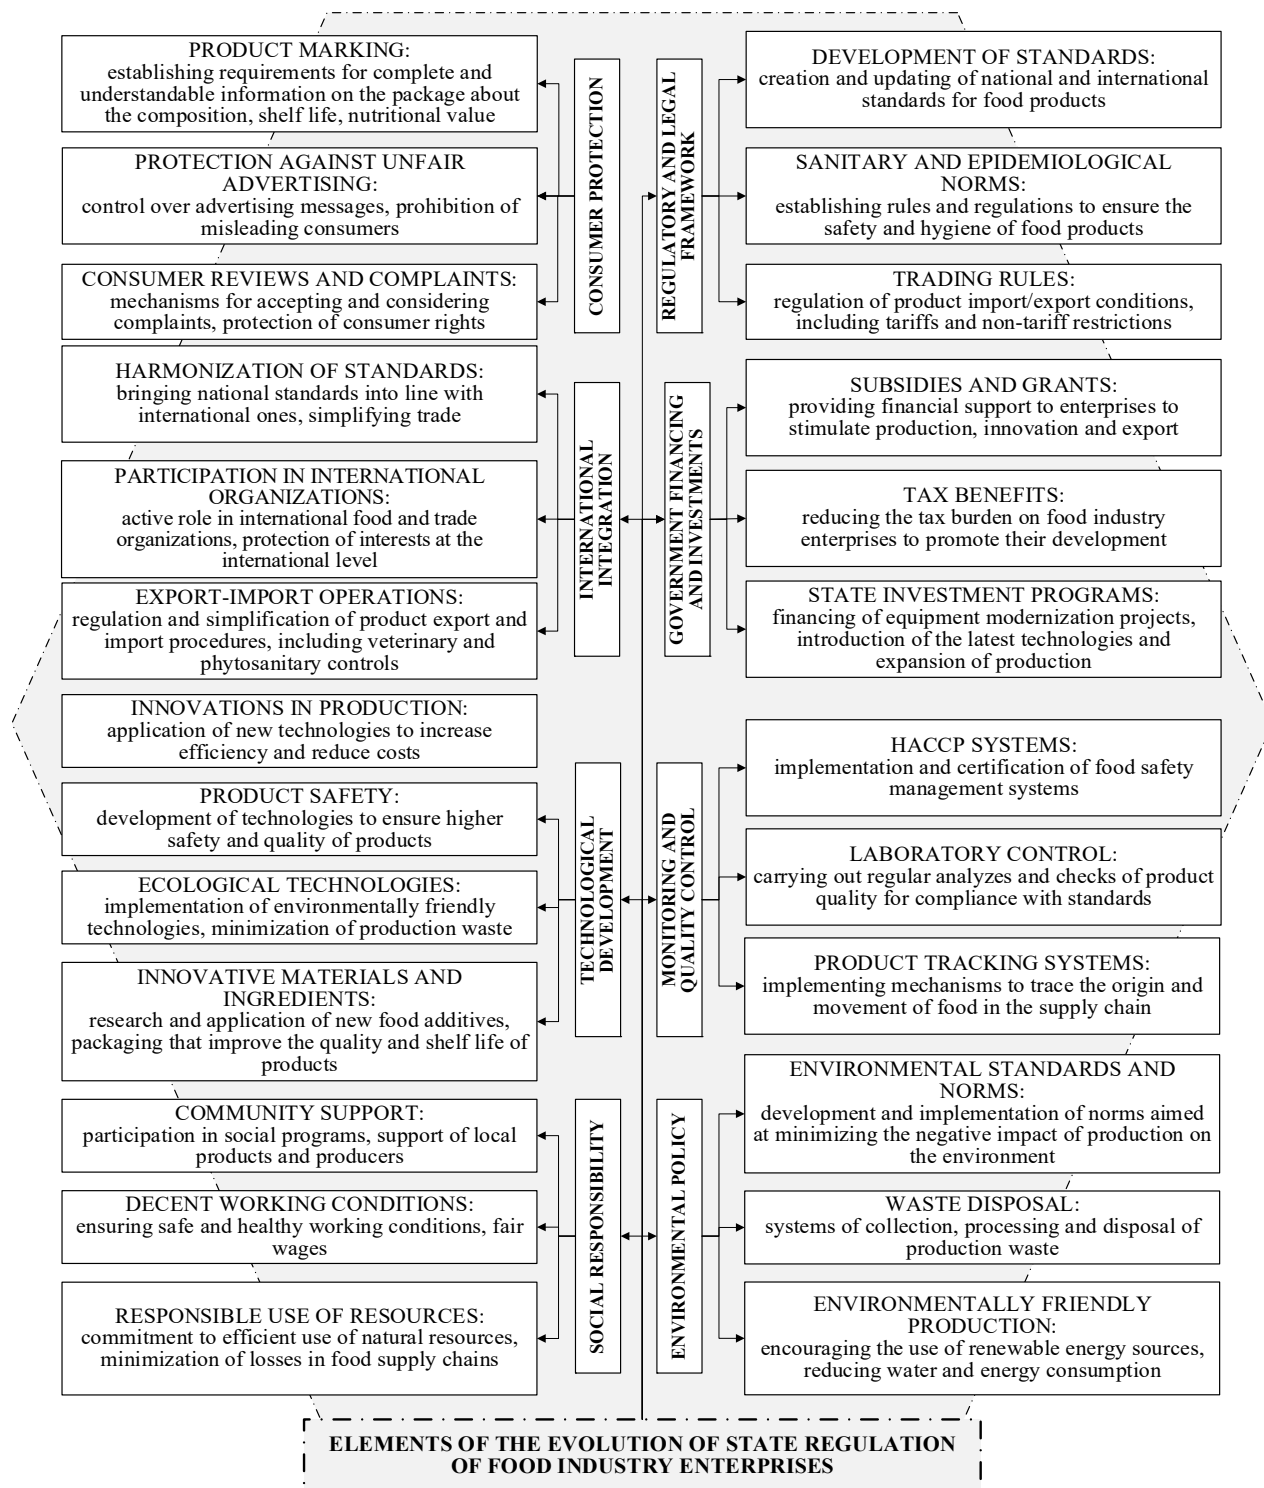 PRODUCT MARKING:
establishing requirements for complete and
understandable information on the package about
the composition, shelf life, nutritional value
PROTECTION AGAINST UNFAIR
ADVERTISING:
control over advertising messages, prohibition of
misleading consumers
CONSUMER REVIEWS AND COMPLAINTS:
mechanisms for accepting and considering
complaints, protection of consumer rights
CONSUMER PROTECTION
REGULATORY AND LEGAL
FRAMEWORK
DEVELOPMENT OF STANDARDS:
creation and updating of national and international
standards for food products
SANITARY AND EPIDEMIOLOGICAL
NORMS:
establishing rules and regulations to ensure the
safety and hygiene of food products
TRADING RULES:
regulation of product import/export conditions,
including tariffs and non-tariff restrictions
HARMONIZATION OF STANDARDS:
bringing national standards into line with
international ones, simplifying trade
PARTICIPATION IN INTERNATIONAL
ORGANIZATIONS:
active role in international food and trade
organizations, protection of interests at the
international level
EXPORT-IMPORT OPERATIONS:
regulation and simplification of product export and
import procedures, including veterinary and
phytosanitary controls
INTERNATIONAL
INTEGRATION
GOVERNMENT FINANCING
AND INVESTMENTS
SUBSIDIES AND GRANTS:
providing financial support to enterprises to
stimulate production, innovation and export
TAX BENEFITS:
reducing the tax burden on food industry
enterprises to promote their development
STATE INVESTMENT PROGRAMS:
financing of equipment modernization projects,
introduction of the latest technologies and
expansion of production
INNOVATIONS IN PRODUCTION:
application of new technologies to increase
efficiency and reduce costs
PRODUCT SAFETY:
development of technologies to ensure higher
safety and quality of products
ECOLOGICAL TECHNOLOGIES:
implementation of environmentally friendly
technologies, minimization of production waste
INNOVATIVE MATERIALS AND
INGREDIENTS:
research and application of new food additives,
packaging that improve the quality and shelf life of
products
TECHNOLOGICAL
DEVELOPMENT
MONITORING AND
QUALITY CONTROL
HACCP SYSTEMS:
implementation and certification of food safety
management systems
LABORATORY CONTROL:
carrying out regular analyzes and checks of product
quality for compliance with standards
PRODUCT TRACKING SYSTEMS:
implementing mechanisms to trace the origin and
movement of food in the supply chain
COMMUNITY SUPPORT:
participation in social programs, support of local
products and producers
DECENT WORKING CONDITIONS:
ensuring safe and healthy working conditions, fair
wages
RESPONSIBLE USE OF RESOURCES:
commitment to efficient use of natural resources,
minimization of losses in food supply chains
SOCIAL RESPONSIBILITY
ENVIRONMENTAL POLICY
ENVIRONMENTAL STANDARDS AND
NORMS:
development and implementation of norms aimed
at minimizing the negative impact of production on
the environment
WASTE DISPOSAL:
systems of collection, processing and disposal of
production waste
ENVIRONMENTALLY FRIENDLY
PRODUCTION:
encouraging the use of renewable energy sources,
reducing water and energy consumption
ELEMENTS OF THE EVOLUTION OF STATE REGULATION
OF FOOD INDUSTRY ENTERPRISES